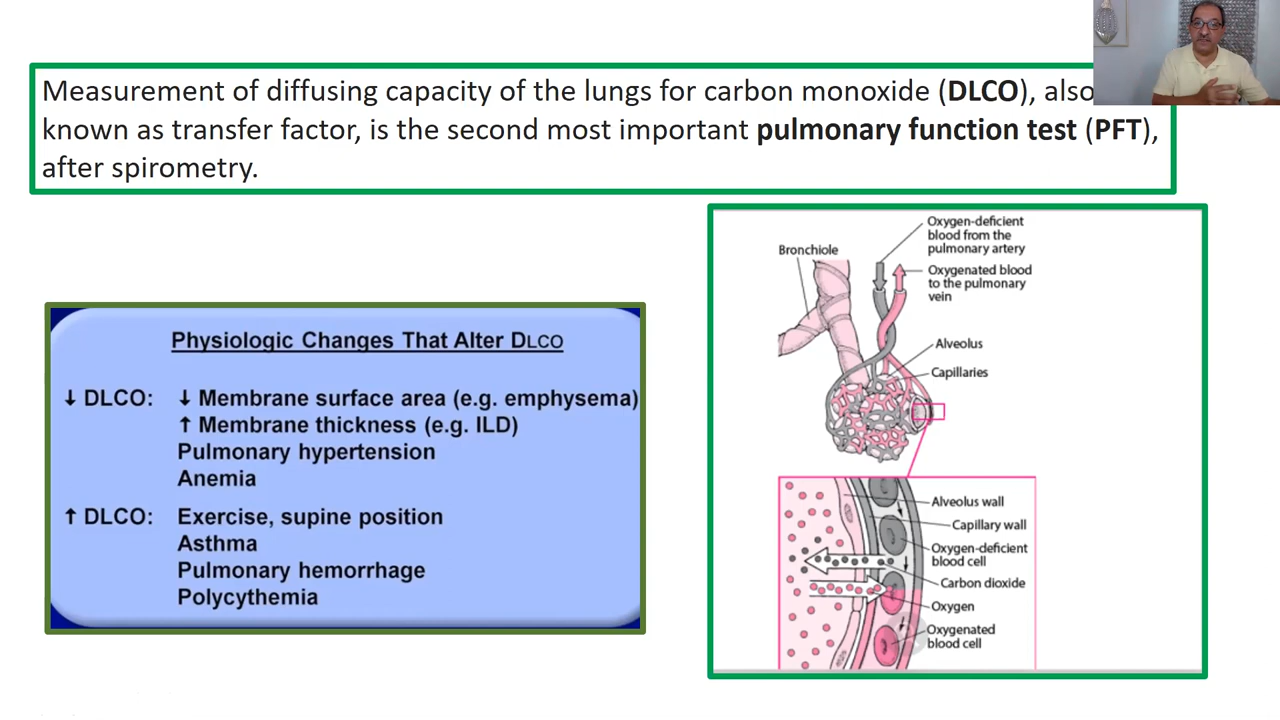 Measurement of diffusing capacity of the lungs for carbon monoxide (DLCO), also
known as transfer factor, is the second most important pulmonary function test (PFT),
after spirometry.
Physiologic Changes That Alter DLCO
↓ DLCO: ↓ Membrane surface area (e.g. emphysema)
↑ Membrane thickness (e.g. ILD)
Pulmonary hypertension
Anemia
↑ DLCO: Exercise, supine position
Asthma
Pulmonary hemorrhage
Polycythemia
Oxygen-deficient
blood from the
pulmonary artery
Bronchiole
Oxygenated blood
to the pulmonary
vein
Alveolus
Capillaries
Alveolus wall
Capillary wall
Oxygen-deficient
blood cell
Carbon dioxide
Oxygen
Oxygenated
blood cell